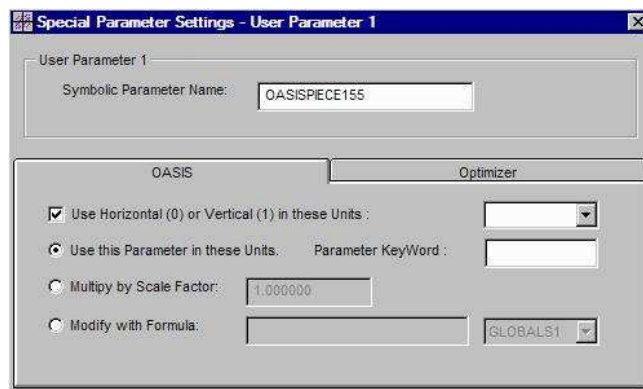 Special Parameter Settings - User Parameter 1
User Parameter 1
Symbolic Parameter Name: OASISPIECE155
OASIS Optimizer
Use Horizontal (0) or Vertical (1) in these Units :
Use this Parameter in these Units. Parameter KeyWord :
Multipy by Scale Factor: 1.000000
Modify with Formula: GLOBALS1